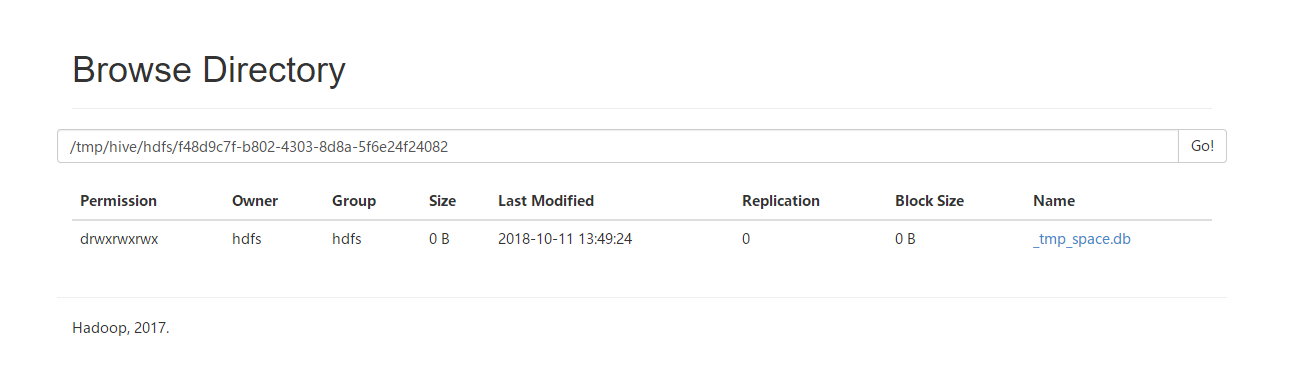 Browse Directory
/tmp/hive/hdfs/f48d9c7f-b802-4303-8d8a-5f6e24f24082 Go!
Permission Owner Group Size Last Modified Replication Block Size Name
drwxrwxrwx hdfs hdfs 0 B 2018-10-11 13:49:24 0 0 B _tmp_space.db
Hadoop, 2017.